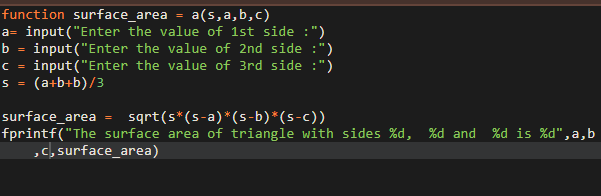 function surface_area = a(s,a,b,c)
a= input("Enter the value of 1st side :")
b = input("Enter the value of 2nd side :")
c = input("Enter the value of 3rd side :")
s = (a+b+b)/3
surface_area =  sqrt(s*(s-a)*(s-b)*(s-c))
fprintf("The surface area of triangle with sides %d,  %d and  %d is %d",a,b
,c,surface_area)